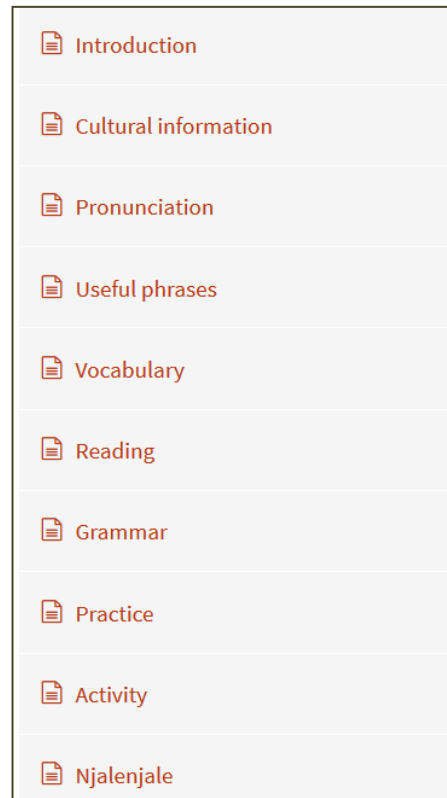 Introduction
Cultural information
Pronunciation
Useful phrases
Vocabulary
Reading
Grammar
Practice
Activity
Njalenjale